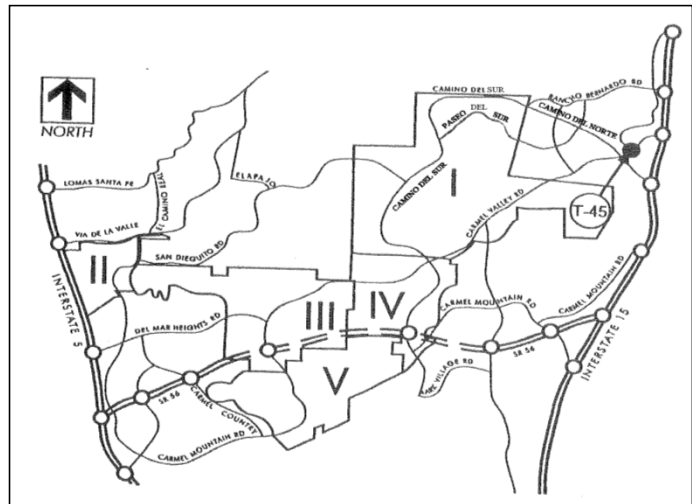 NORTH
CAMINO DEL SUR
RANCHO BERNARDO RD
PASEO DEL SUR
CAMINO DEL NORTE
LOMAS SANTA FE
EL CAMINO REAL
EL APAJO
CAMINO DEL SUR
I
CARMEL VALLEY RD
T-45
VIA DE LA VALLE
SAN DIEGUITO RD
II
INTERSTATE 5
DEL MAR HEIGHTS RD
III
IV
CARMEL MOUNTAIN RD
CARMEL MOUNTAIN RD
SR 56
INTERSTATE 15
V
VILLAGE RD
SR 56
CARMEL COUNTRY
CARMEL MOUNTAIN RD